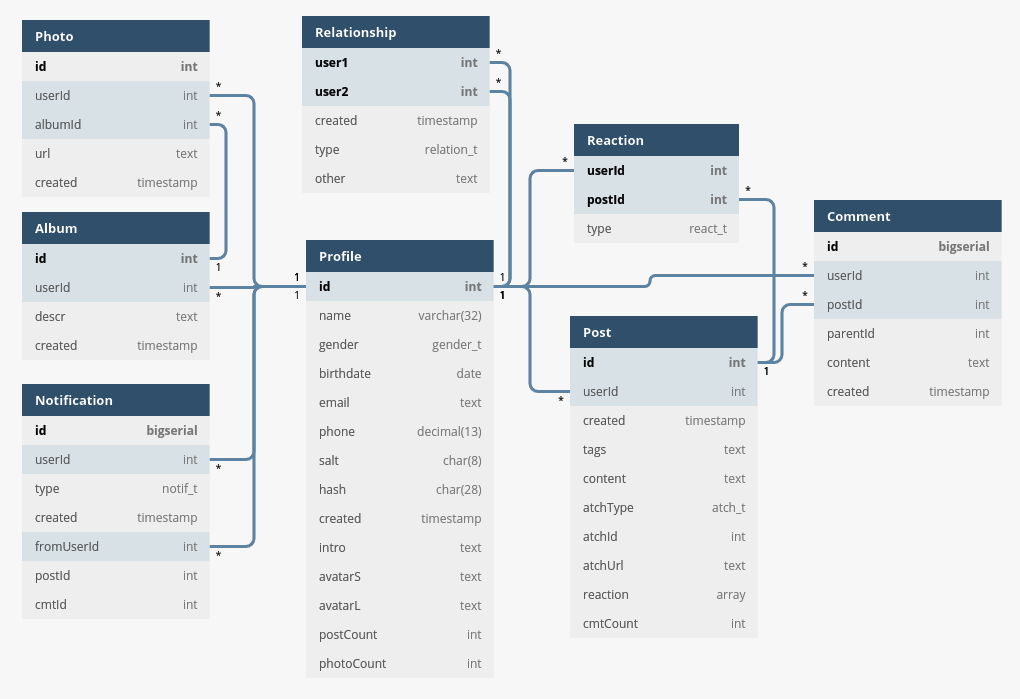 Photo
id int
userId int
albumId int
url text
created timestamp
*
*
Album
id int
userId int
descr text
created timestamp
1
*
Notification
id bigserial
userId int
type notif_t
created timestamp
fromUserId int
postId int
cmtId int
*
*
Relationship
user1 int
user2 int
created timestamp
type relation_t
other text
*
*
Profile
id int
name varchar(32)
gender gender_t
birthdate date
email text
phone decimal(13)
salt char(8)
hash char(28)
created timestamp
intro text
avatarS text
avatarL text
postCount int
photoCount int
1
1
1
1
Reaction
userId int
postId int
type react_t
*
*
Post
id int
userId int
created timestamp
tags text
content text
atchType atch_t
atchId int
atchUrl text
reaction array
cmtCount int
1
*
Comment
id bigserial
userId int
postId int
parentId int
content text
created timestamp
*
*